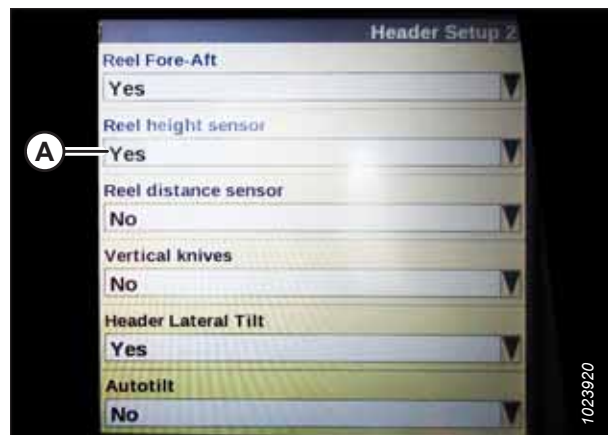 Header Setup 2
Reel Fore-Aft
Yes
Reel height sensor
A
Yes
Reel distance sensor
No
Vertical knives
No
Header Lateral Tilt
Yes
Autotilt
No
1023920